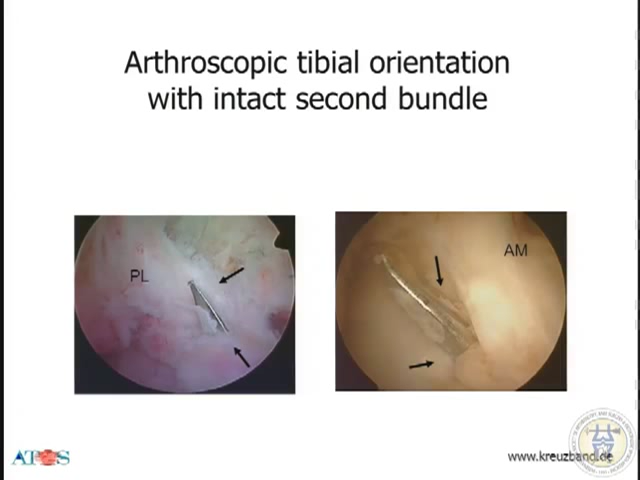 Arthroscopic tibial orientation
with intact second bundle
PL
AM
ATOS
www.kreuzband.de